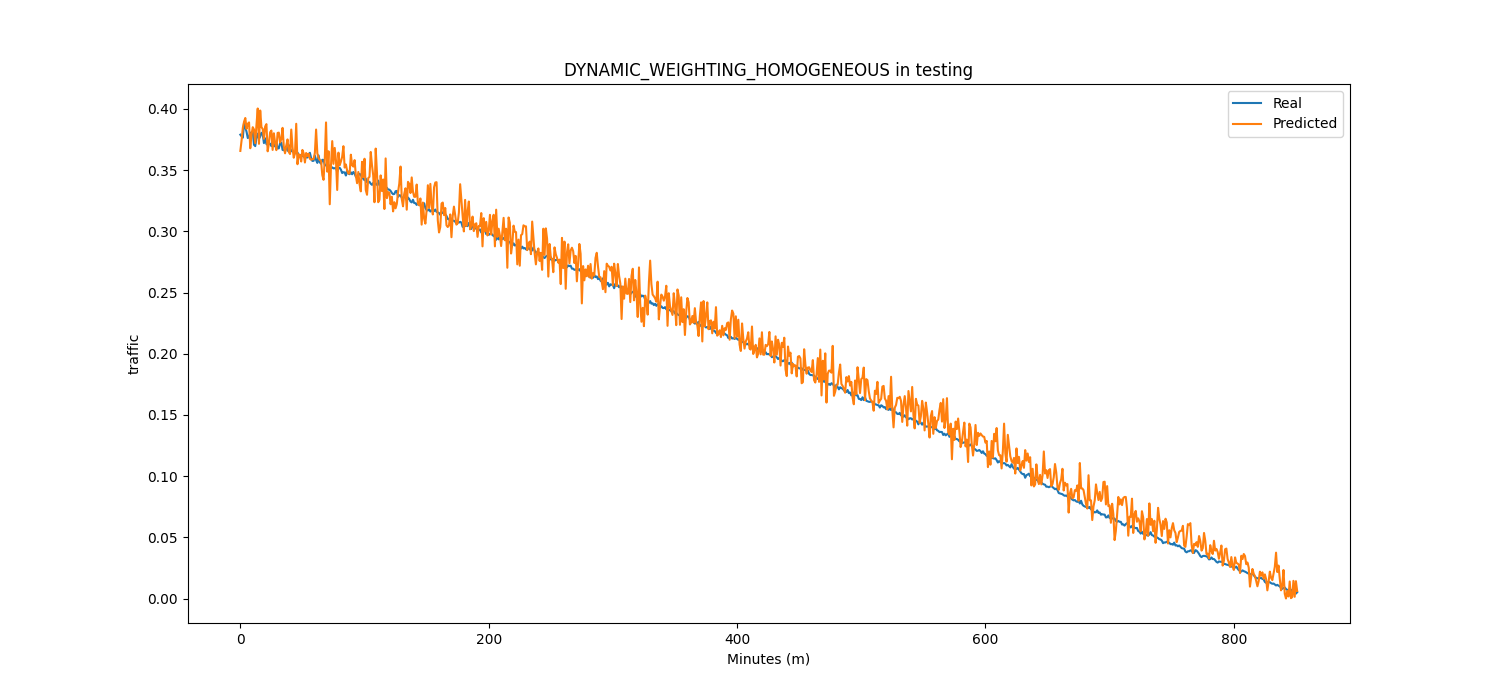 DYNAMIC_WEIGHTING_HOMOGENEOUS in testing
Real
Predicted
0.40
0.35
0.30
0.25
0.20
0.15
0.10
0.05
0.00
traffic
0 200 400 600 800
Minutes (m)